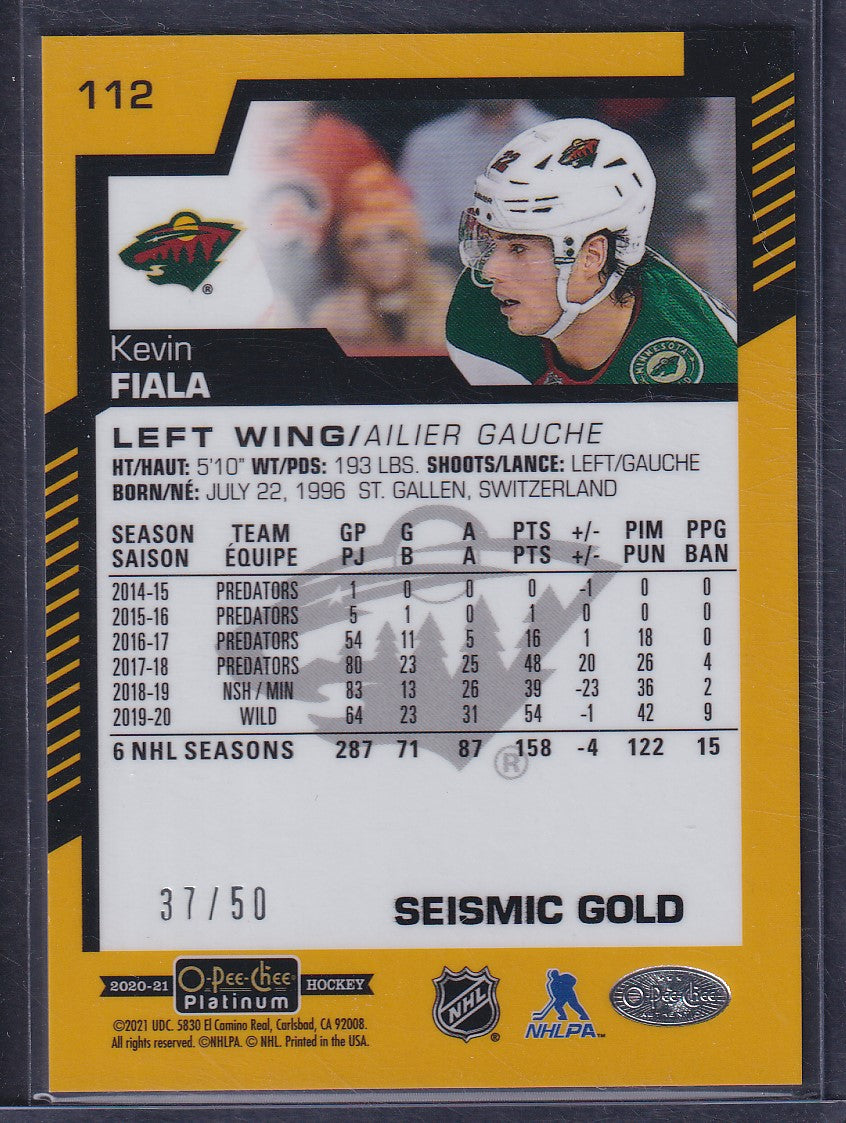 112
22
MINNESOTA
®
Kevin
FIALA
LEFT WING/AILIER GAUCHE
HT/HAUT: 5'10" WT/PDS: 193 LBS. SHOOTS/LANCE: LEFT/GAUCHE
BORN/NÉ: JULY 22, 1996 ST. GALLEN, SWITZERLAND
SEASON TEAM GP G A PTS +/- PIM PPG
SAISON ÉQUIPE PJ B A PTS +/- PUN BAN
2014-15 PREDATORS 1 0 0 0 -1 0 0
2015-16 PREDATORS 5 1 0 1 0 0 0
2016-17 PREDATORS 54 11 5 16 1 18 0
2017-18 PREDATORS 80 23 25 48 20 26 4
2018-19 NSH / MIN 83 13 26 39 -23 36 2
2019-20 WILD 64 23 31 54 -1 42 9
6 NHL SEASONS 287 71 87 158 -4 122 15
®
37/50
SEISMIC GOLD
2020-21 O-Pee-Chee® Platinum HOCKEY
NHL ®
NHLPA™
O-Pee-Chee
©2021 UDC. 5830 El Camino Real, Carlsbad, CA 92008.
All rights reserved. ©NHLPA. © NHL. Printed in the USA.